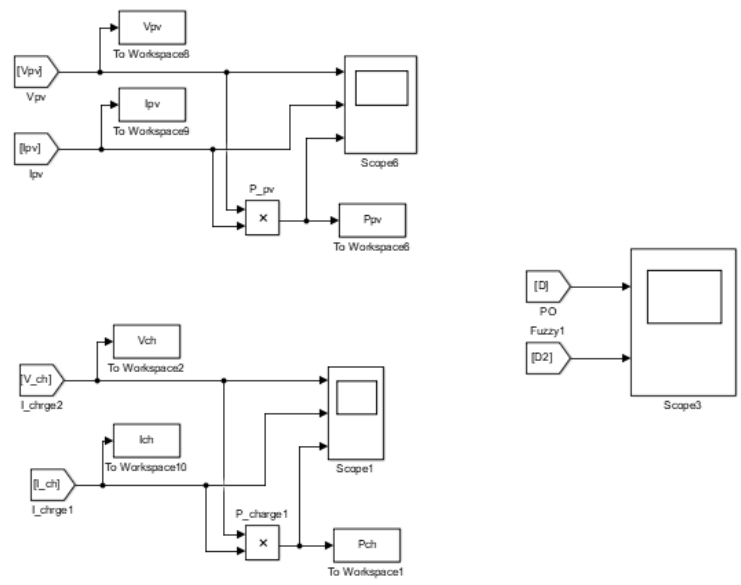 Vpv
To Workspace8
[Vpv]
Vpv
Ipv
To Workspace9
[Ipv]
Ipv
Scope6
P_pv
×
Ppv
To Workspace6
[D]
PO
Fuzzy1
[D2]
Scope3
Vch
To Workspace2
[V_ch]
I_chrge2
Ich
To Workspace10
[I_ch]
I_chrge1
Scope1
P_charge1
×
Pch
To Workspace1